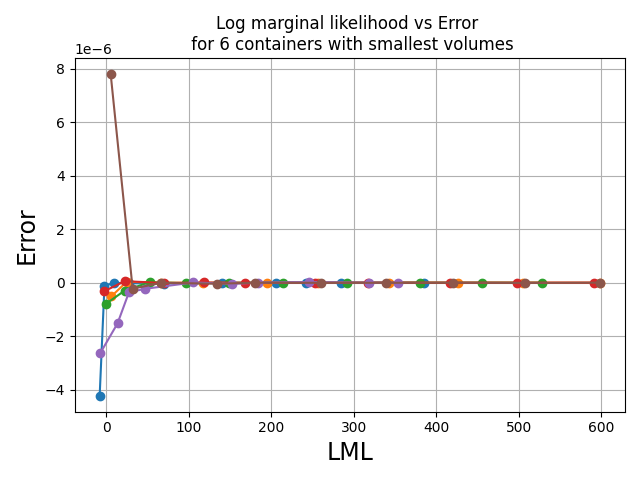 Log marginal likelihood vs Error
for 6 containers with smallest volumes
1e−6
8
6
4
2
0
−2
−4
Error
0 100 200 300 400 500 600
LML